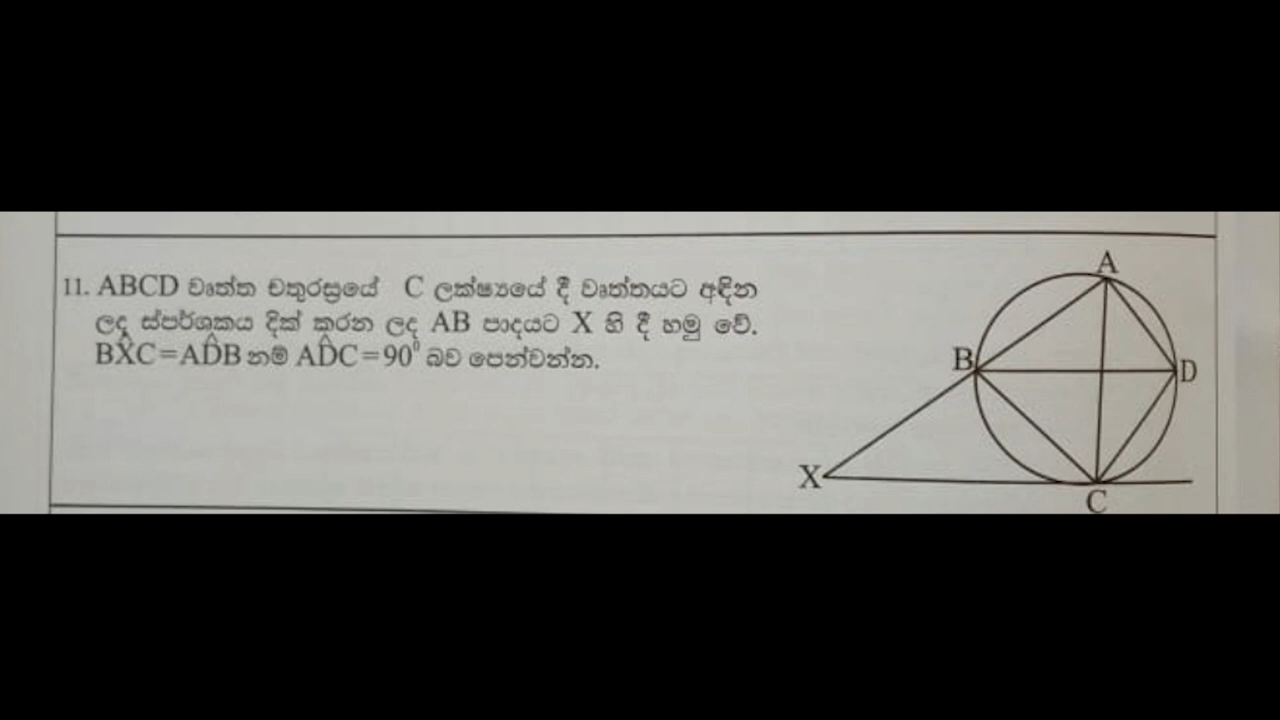 11. ABCD වෘත්ත චතුරස්‍රයේ C ලක්ෂ්‍යයේ දී වෘත්තයට අඳින
ලද ස්පර්ශකය දික් කරන ලද AB පාදයට X හි දී හමු වේ.
BX̂C=AD̂B නම් AD̂C=90⁰ බව පෙන්වන්න.
A
B
D
X
C